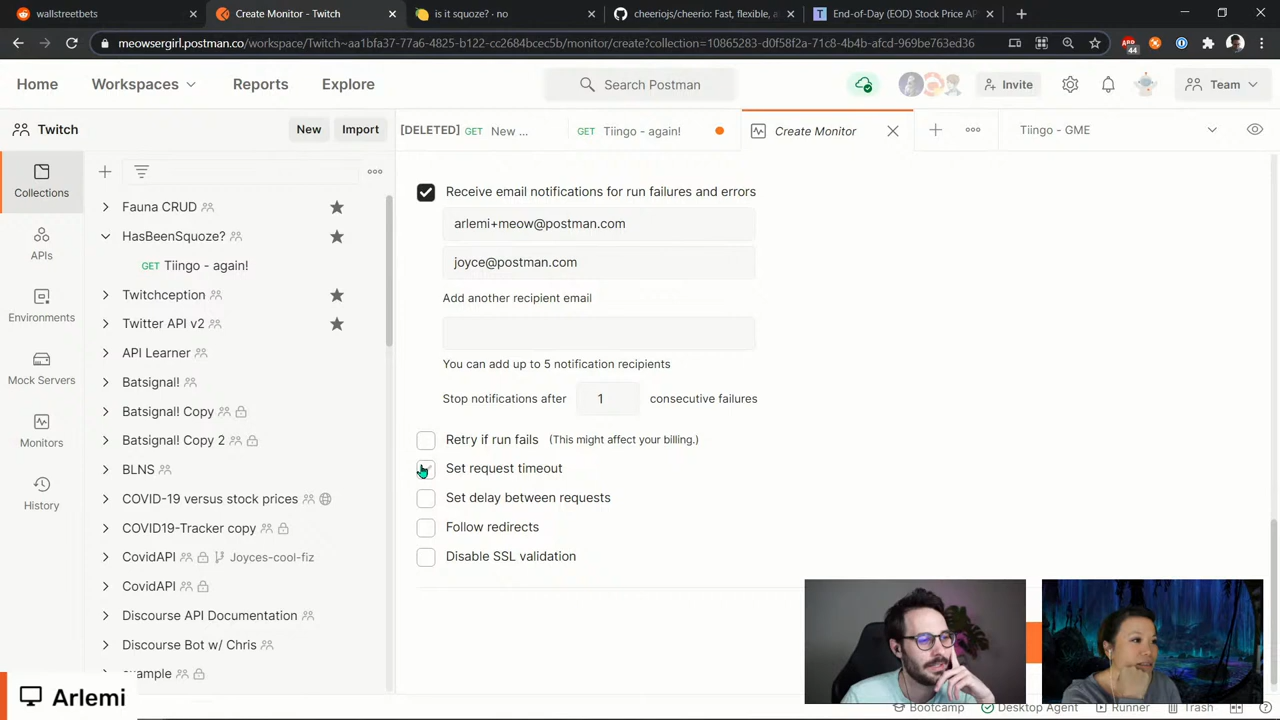 wallstreetbets
Create Monitor - Twitch
is it squoze? · no
cheeriojs/cheerio: Fast, flexible, a
End-of-Day (EOD) Stock Price AP
meowsergirl.postman.co/workspace/Twitch~aa1bfa37-77a6-4825-b122-cc2684bcec5b/monitor/create?collection=10865283-d0f58f2a-71c8-4b4b-afcd-969be763ed36
44
Home
Workspaces
Reports
Explore
Search Postman
Invite
Team
Twitch
New
Import
[DELETED] GET New ...
GET Tiingo - again!
Create Monitor
Tiingo - GME
Collections
APIs
Environments
Mock Servers
Monitors
History
Fauna CRUD
HasBeenSquoze?
GET Tiingo - again!
Twitchception
Twitter API v2
API Learner
Batsignal!
Batsignal! Copy
Batsignal! Copy 2
BLNS
COVID-19 versus stock prices
COVID19-Tracker copy
CovidAPI Joyces-cool-fiz
CovidAPI
Discourse API Documentation
Discourse Bot w/ Chris
example
Receive email notifications for run failures and errors
arlemi+meow@postman.com
joyce@postman.com
Add another recipient email
You can add up to 5 notification recipients
Stop notifications after 1 consecutive failures
Retry if run fails (This might affect your billing.)
Set request timeout
Set delay between requests
Follow redirects
Disable SSL validation
Arlemi
Bootcamp
Desktop Agent
Runner
Trash